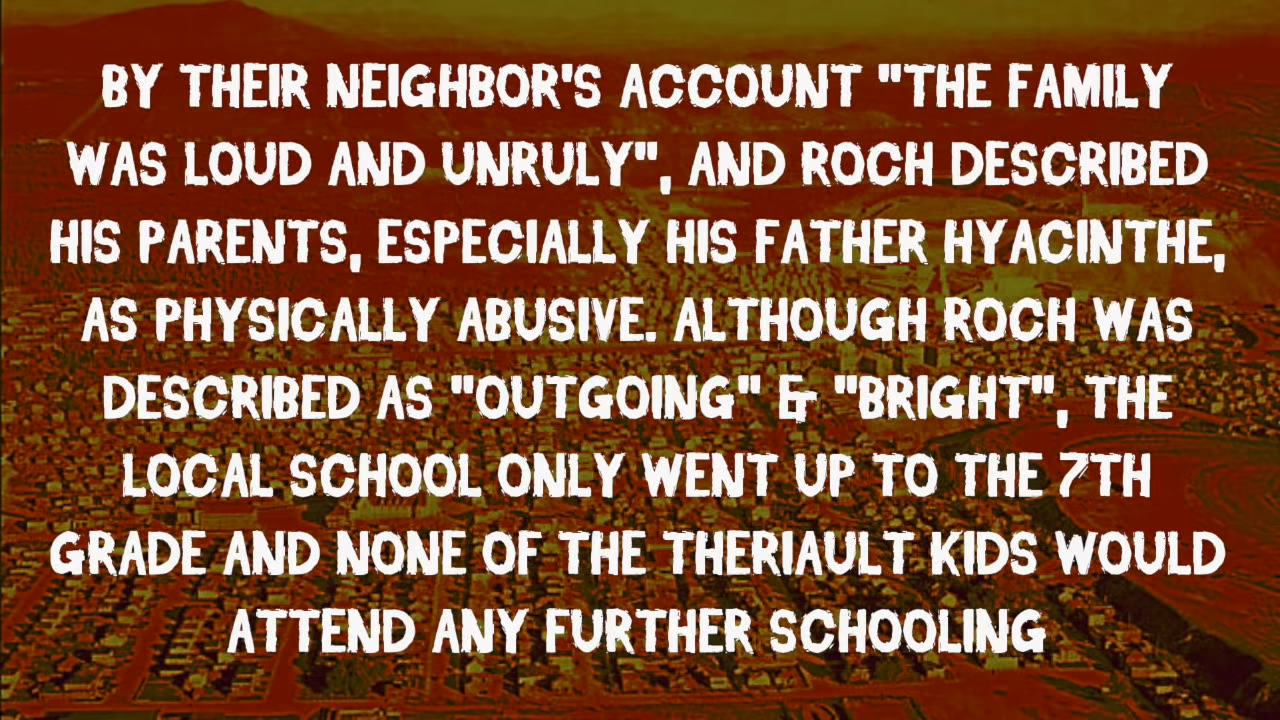 BY THEIR NEIGHBOR'S ACCOUNT "THE FAMILY
WAS LOUD AND UNRULY", AND ROCH DESCRIBED
HIS PARENTS, ESPECIALLY HIS FATHER HYACINTHE,
AS PHYSICALLY ABUSIVE. ALTHOUGH ROCH WAS
DESCRIBED AS "OUTGOING" & "BRIGHT", THE
LOCAL SCHOOL ONLY WENT UP TO THE 7TH
GRADE AND NONE OF THE THERIAULT KIDS WOULD
ATTEND ANY FURTHER SCHOOLING